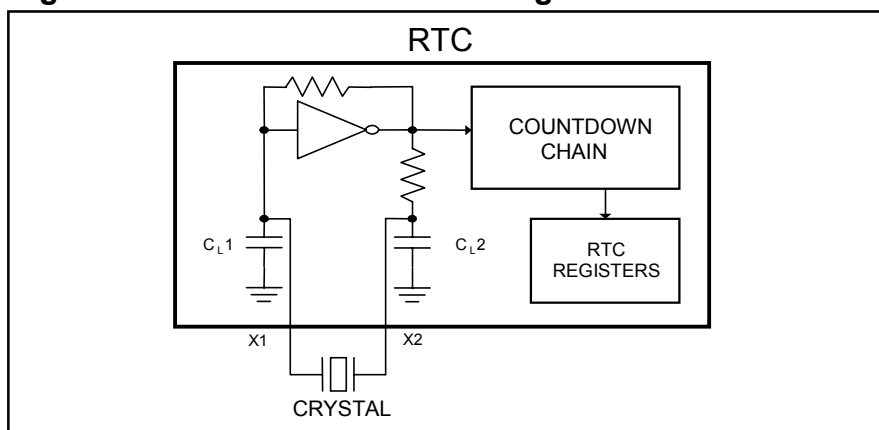 RTC
COUNTDOWN
CHAIN
RTC
REGISTERS
CL1
CL2
X1
X2
CRYSTAL